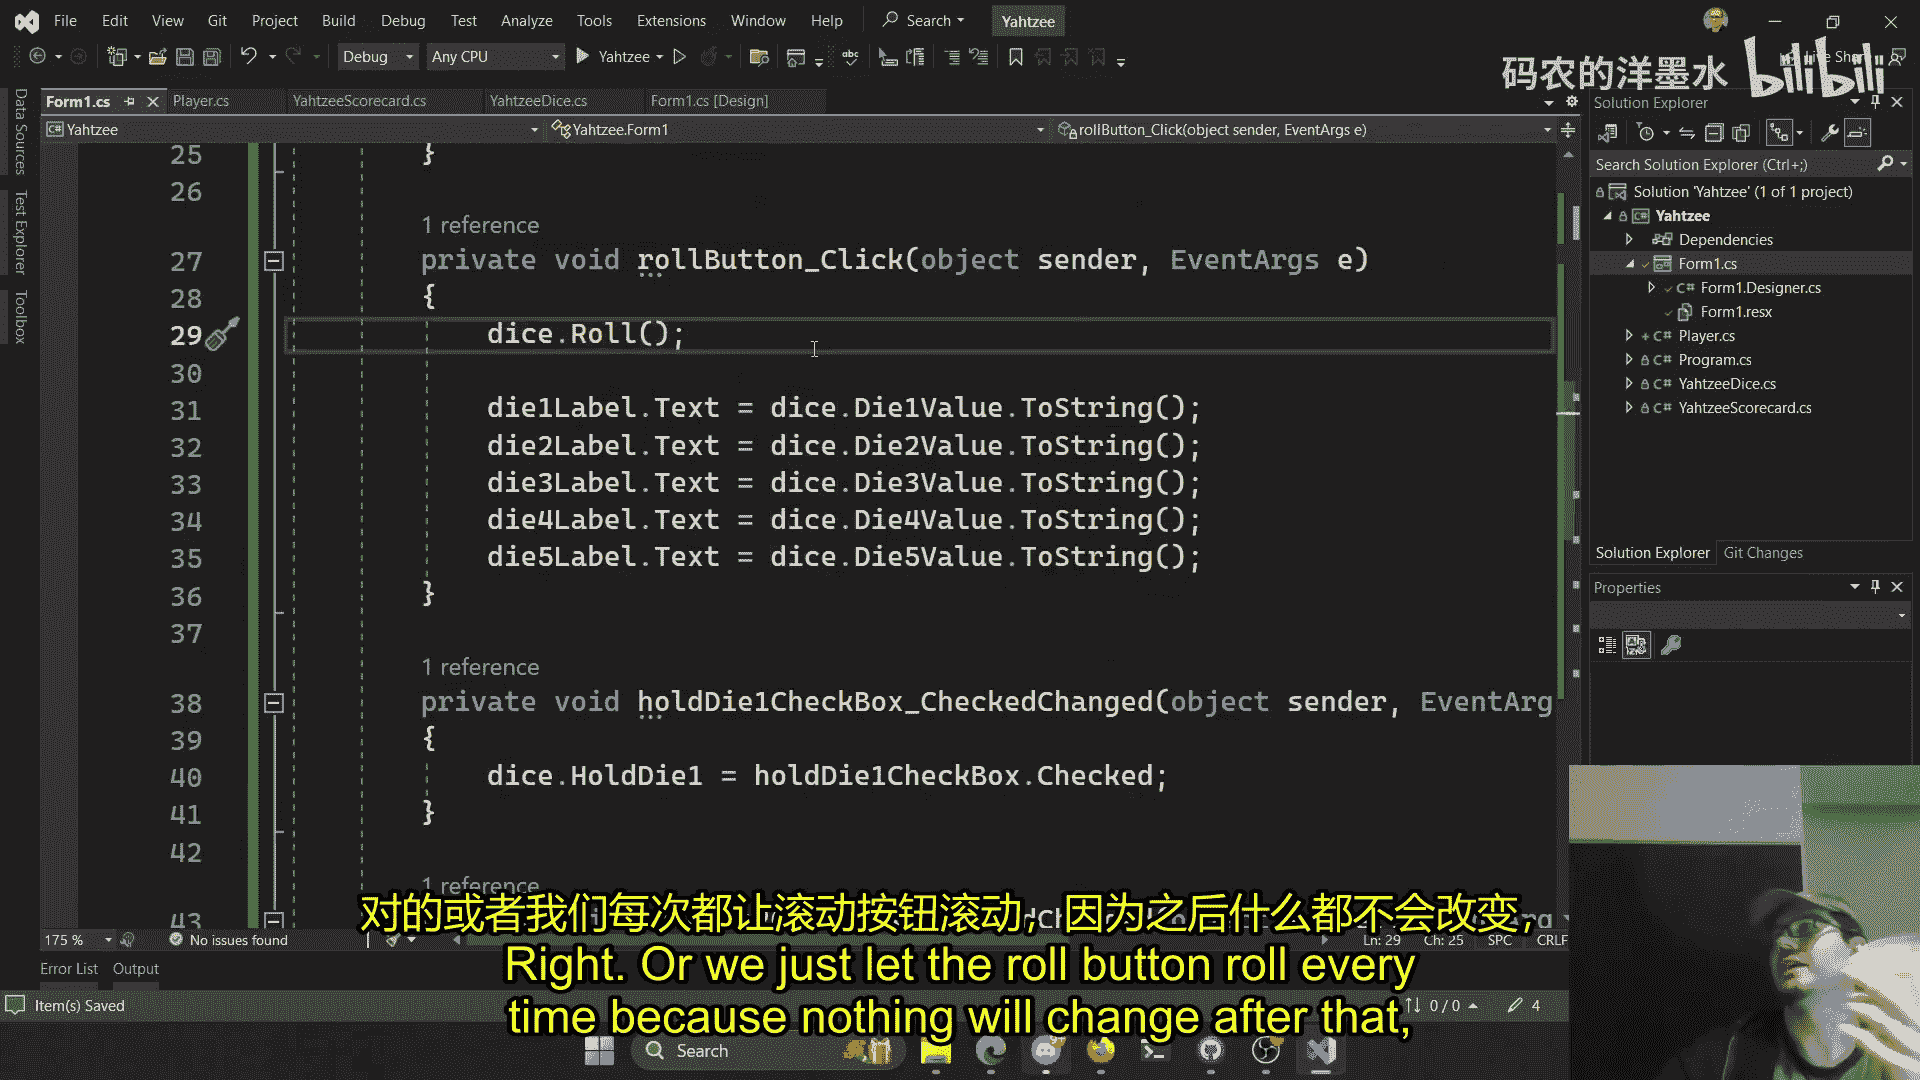 File Edit View Git Project Build Debug Test Analyze Tools Extensions Window Help Search Yahtzee
Debug Any CPU Yahtzee
码农的洋墨水 bilibili
Form1.cs Player.cs YahtzeeScorecard.cs YahtzeeDice.cs Form1.cs [Design]
Yahtzee Yahtzee.Form1 rollButton_Click(object sender, EventArgs e)
Data Sources
Test Explorer
Toolbox
25 }
26
1 reference
27 private void rollButton_Click(object sender, EventArgs e)
28 {
29 dice.Roll();
30
31 die1Label.Text = dice.Die1Value.ToString();
32 die2Label.Text = dice.Die2Value.ToString();
33 die3Label.Text = dice.Die3Value.ToString();
34 die4Label.Text = dice.Die4Value.ToString();
35 die5Label.Text = dice.Die5Value.ToString();
36 }
37
1 reference
38 private void holdDie1CheckBox_CheckedChanged(object sender, EventArg
39 {
40 dice.HoldDie1 = holdDie1CheckBox.Checked;
41 }
42
1 reference
43
175 % No issues found Ln: 29 Ch: 25 SPC CRLF
Error List Output
Item(s) Saved 0 / 0 4
Solution Explorer
Search Solution Explorer (Ctrl+;)
Solution 'Yahtzee' (1 of 1 project)
Yahtzee
Dependencies
Form1.cs
Form1.Designer.cs
Form1.resx
Player.cs
Program.cs
YahtzeeDice.cs
YahtzeeScorecard.cs
Solution Explorer Git Changes
Properties
对的或者我们每次都让滚动按钮滚动，因为之后什么都不会改变，
Right. Or we just let the roll button roll every
time because nothing will change after that,
Search